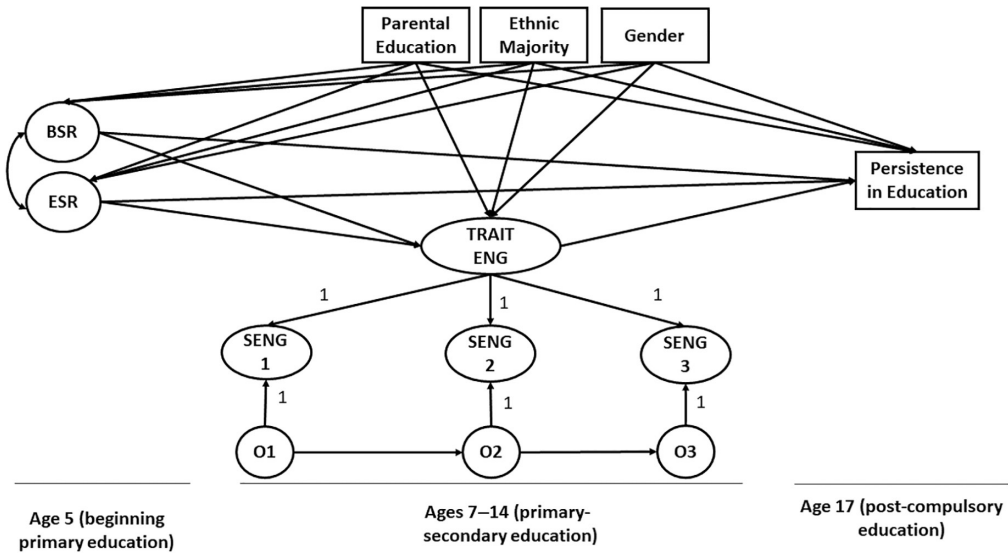 Parental
Education
Ethnic
Majority
Gender
BSR
ESR
Persistence
in Education
TRAIT
ENG
1
1
1
SENG
1
SENG
2
SENG
3
1
1
1
O1
O2
O3
Age 5 (beginning
primary education)
Ages 7–14 (primary-
secondary education)
Age 17 (post-compulsory
education)